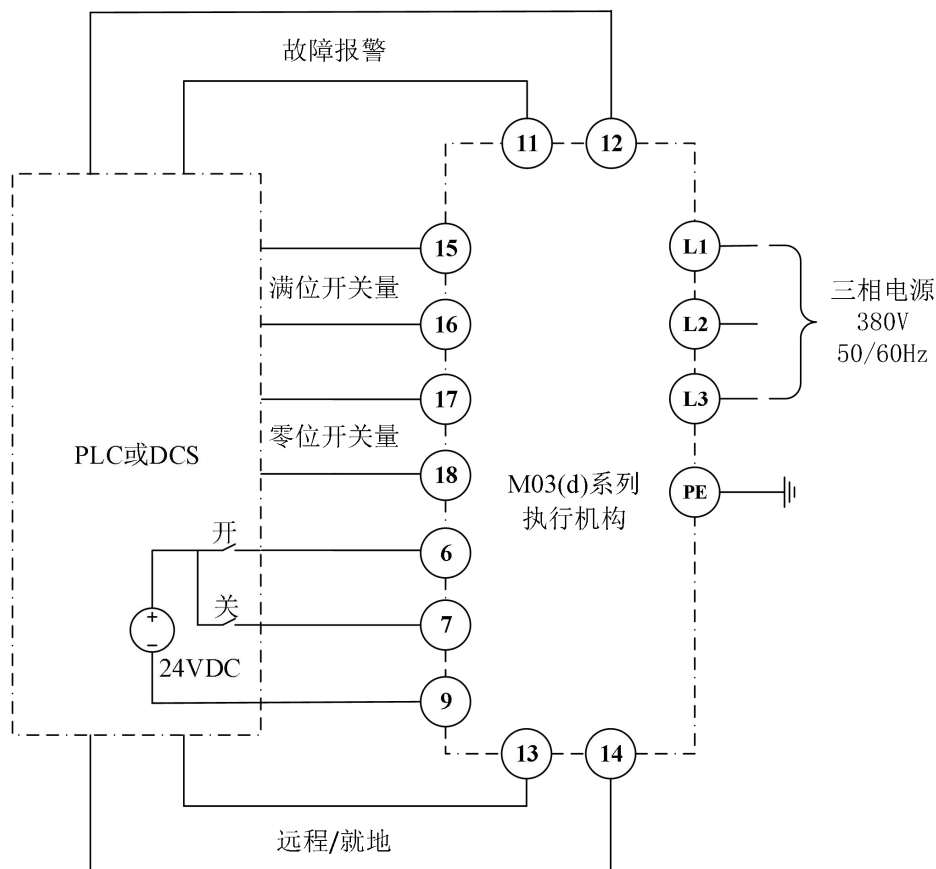 故障报警
11
12
15
L1
满位开关量
三相电源
16
L2
380V
50/60Hz
17
L3
零位开关量
PLC或DCS
18
M03(d)系列
执行机构
PE
开
6
关
7
+
−
24VDC
9
13
14
远程/就地